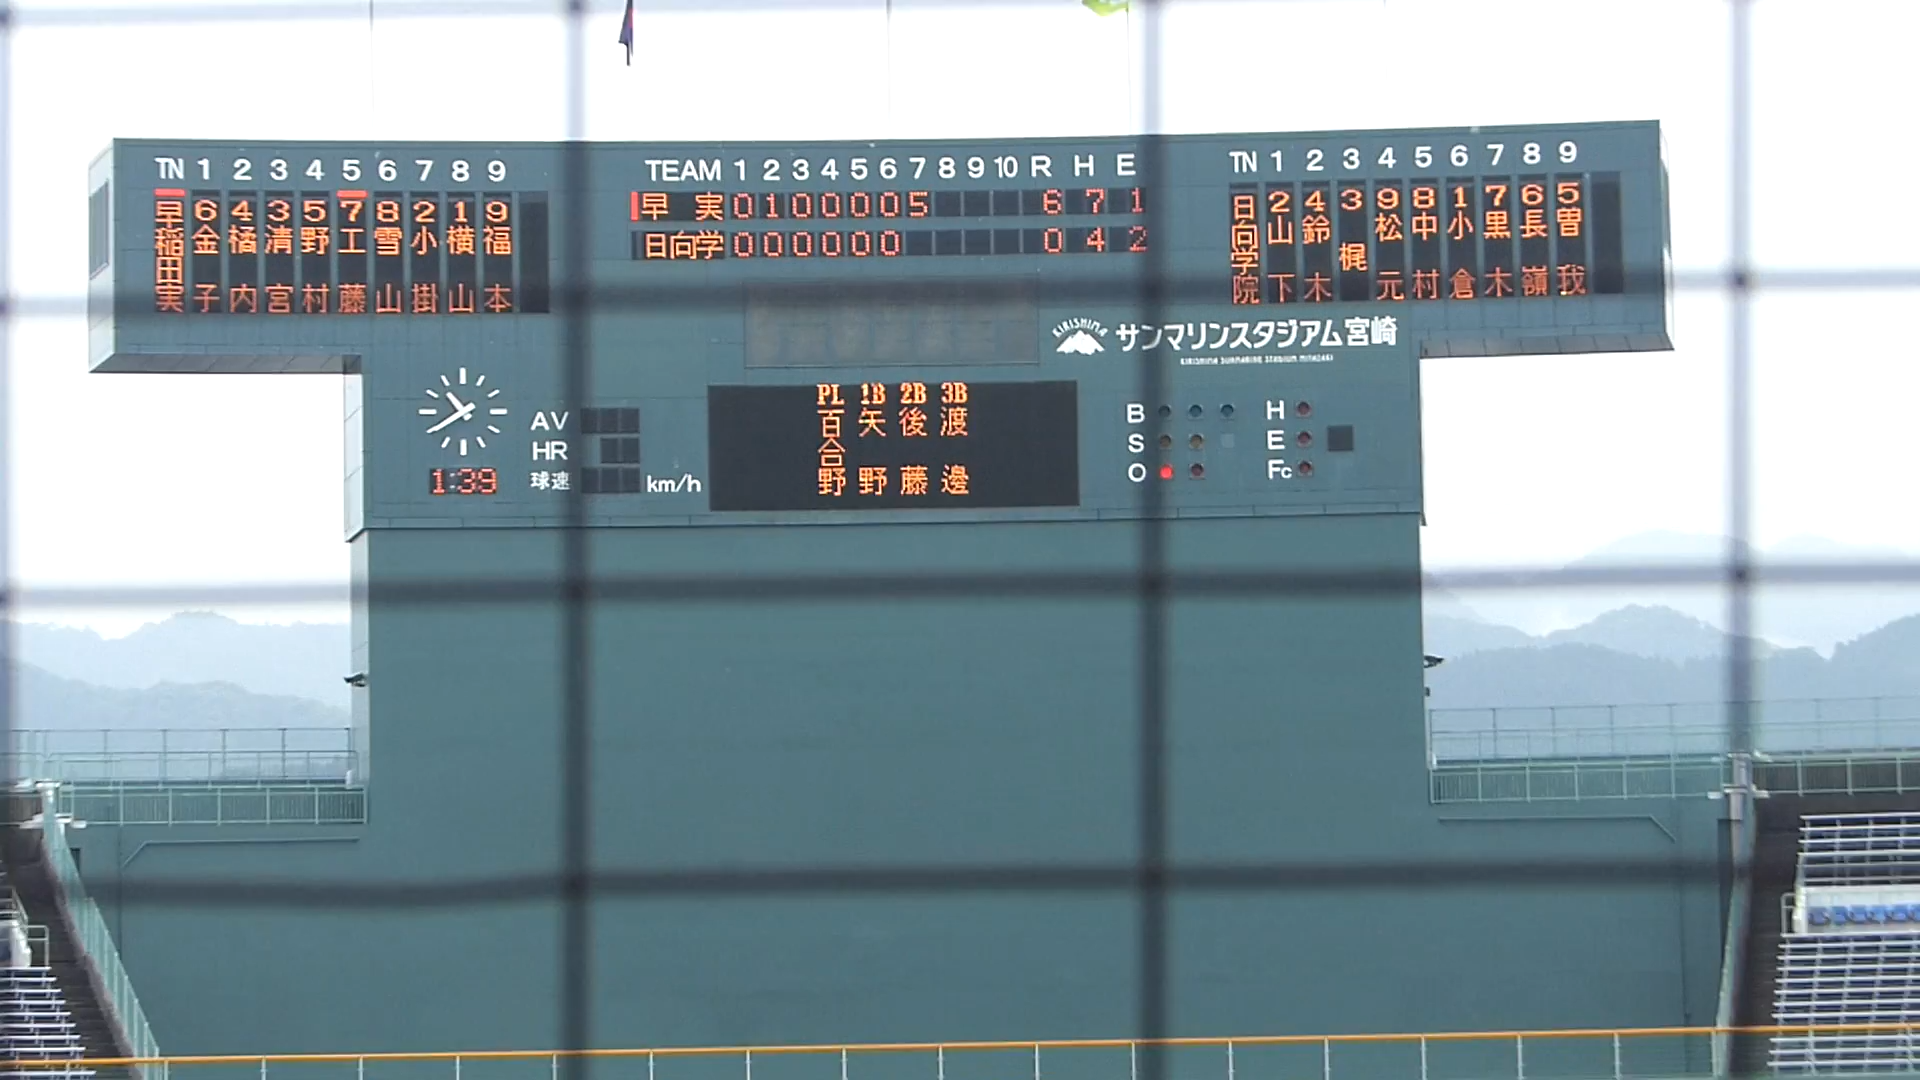 TN 1 2 3 4 5 6 7 8 9
6 4 3 5 7 8 2 1 9
早稲田実
金子
橘内
清宮
野村
工藤
雪山
小掛
横山
福本
TEAM 1 2 3 4 5 6 7 8 9 10 R H E
早実 0 1 0 0 0 0 5 6 7 1
日向学 0 0 0 0 0 0 0 4 2
TN 1 2 3 4 5 6 7 8 9
2 4 3 9 8 1 7 6 5
日向学院
山下
鈴木
梶
松元
中村
小倉
黒木
長嶺
曽我
KIRISHIMA サンマリンスタジアム宮崎
KIRISHIMA SUNMARINE STADIUM MIYAZAKI
1:39
AV
HR
球速 km/h
PL 1B 2B 3B
百合野
矢野
後藤
渡邊
B
S
O
H
E
Fc